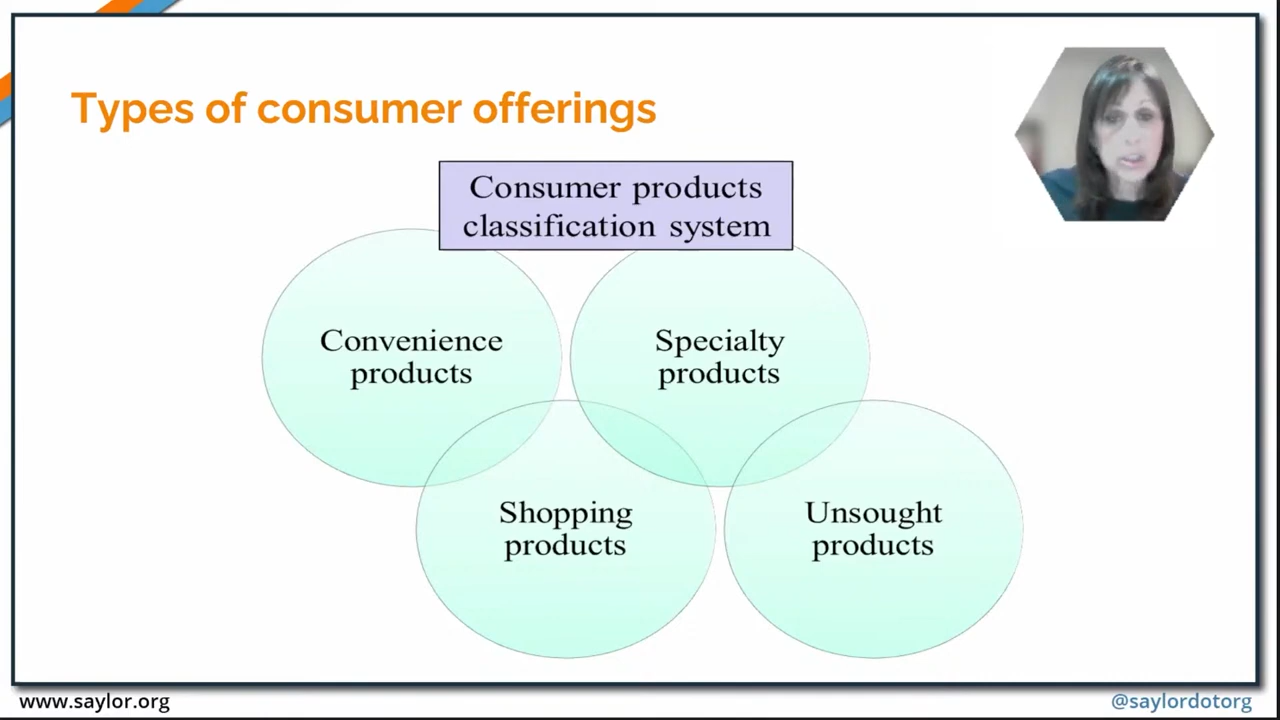 Types of consumer offerings
Consumer products
classification system
Convenience
products
Specialty
products
Shopping
products
Unsought
products
www.saylor.org
@saylordotorg